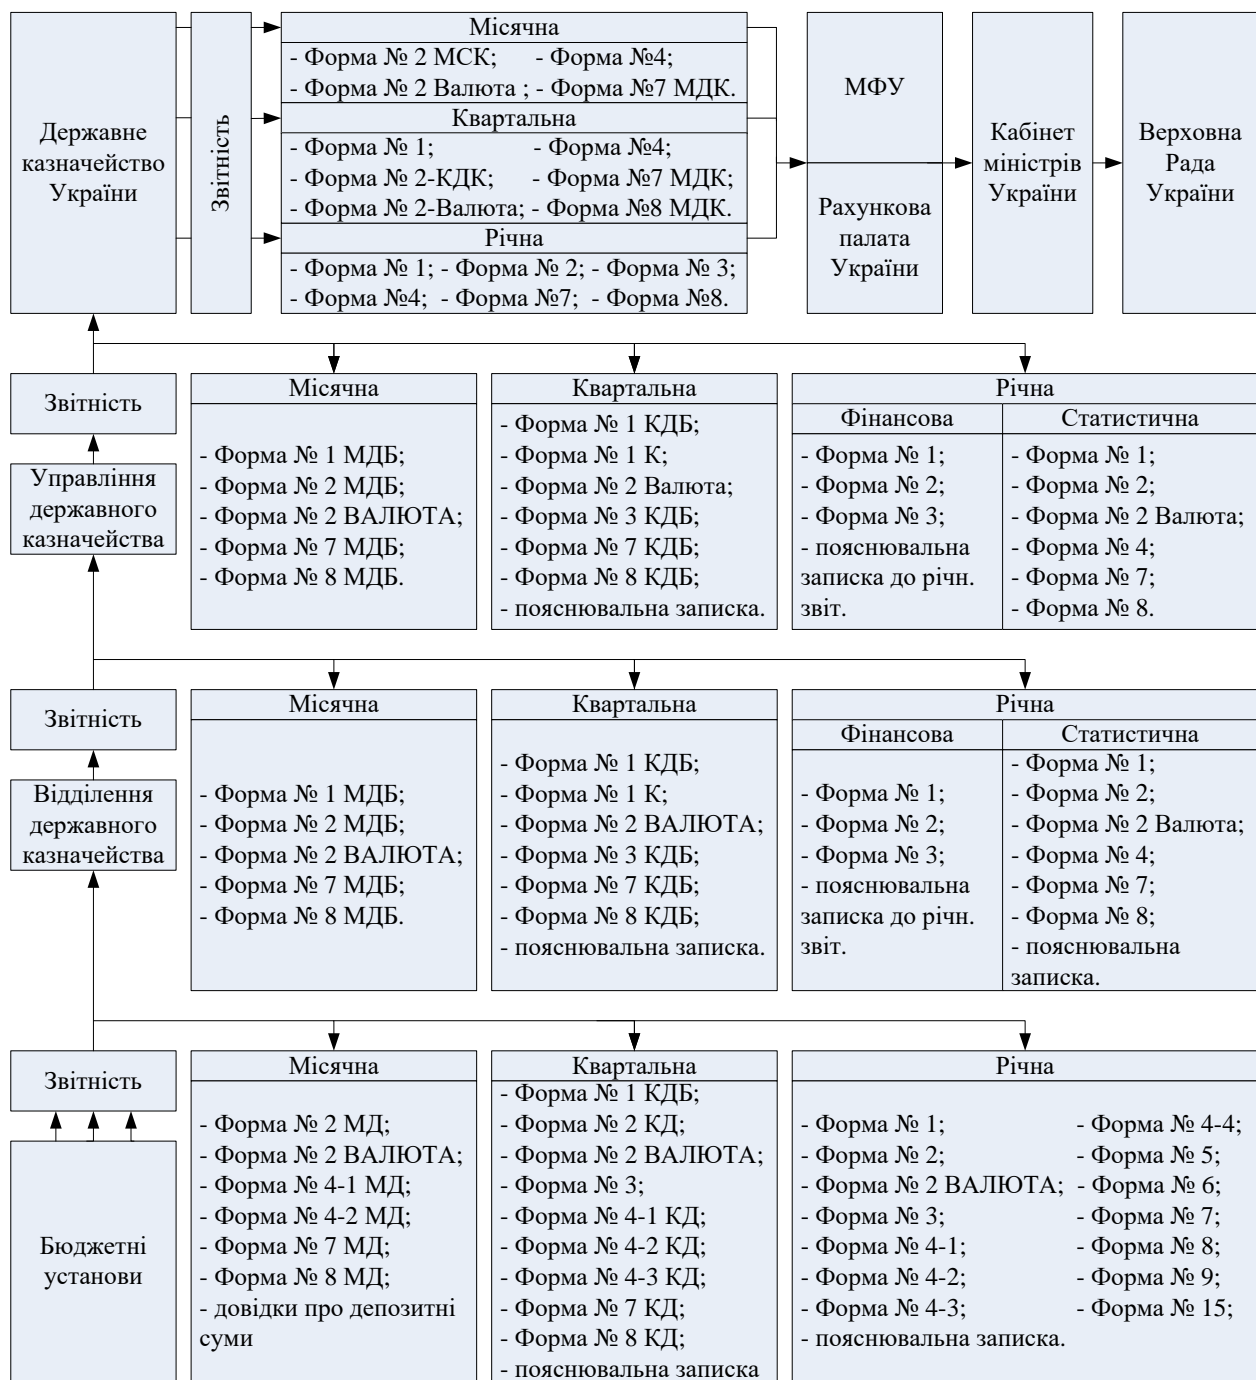 Державне
казначейство
України
Звітність
Місячна
- Форма № 2 МСК; - Форма №4;
- Форма № 2 Валюта ; - Форма №7 МДК.
Квартальна
- Форма № 1; - Форма №4;
- Форма № 2-КДК; - Форма №7 МДК;
- Форма № 2-Валюта; - Форма №8 МДК.
Річна
- Форма № 1; - Форма № 2; - Форма № 3;
- Форма №4; - Форма №7; - Форма №8.
МФУ
Рахункова
палата
України
Кабінет
міністрів
України
Верховна
Рада
України
Звітність
Управління
державного
казначейства
Місячна
- Форма № 1 МДБ;
- Форма № 2 МДБ;
- Форма № 2 ВАЛЮТА;
- Форма № 7 МДБ;
- Форма № 8 МДБ.
Квартальна
- Форма № 1 КДБ;
- Форма № 1 К;
- Форма № 2 Валюта;
- Форма № 3 КДБ;
- Форма № 7 КДБ;
- Форма № 8 КДБ;
- пояснювальна записка.
Річна
Фінансова
- Форма № 1;
- Форма № 2;
- Форма № 3;
- пояснювальна
записка до річн.
звіт.
Статистична
- Форма № 1;
- Форма № 2;
- Форма № 2 Валюта;
- Форма № 4;
- Форма № 7;
- Форма № 8.
Звітність
Відділення
державного
казначейства
Місячна
- Форма № 1 МДБ;
- Форма № 2 МДБ;
- Форма № 2 ВАЛЮТА;
- Форма № 7 МДБ;
- Форма № 8 МДБ.
Квартальна
- Форма № 1 КДБ;
- Форма № 1 К;
- Форма № 2 ВАЛЮТА;
- Форма № 3 КДБ;
- Форма № 7 КДБ;
- Форма № 8 КДБ;
- пояснювальна записка.
Річна
Фінансова
- Форма № 1;
- Форма № 2;
- Форма № 3;
- пояснювальна
записка до річн.
звіт.
Статистична
- Форма № 1;
- Форма № 2;
- Форма № 2 Валюта;
- Форма № 4;
- Форма № 7;
- Форма № 8;
- пояснювальна
записка.
Звітність
Бюджетні
установи
Місячна
- Форма № 2 МД;
- Форма № 2 ВАЛЮТА;
- Форма № 4-1 МД;
- Форма № 4-2 МД;
- Форма № 7 МД;
- Форма № 8 МД;
- довідки про депозитні
суми
Квартальна
- Форма № 1 КДБ;
- Форма № 2 КД;
- Форма № 2 ВАЛЮТА;
- Форма № 3;
- Форма № 4-1 КД;
- Форма № 4-2 КД;
- Форма № 4-3 КД;
- Форма № 7 КД;
- Форма № 8 КД;
- пояснювальна записка
Річна
- Форма № 1; - Форма № 4-4;
- Форма № 2; - Форма № 5;
- Форма № 2 ВАЛЮТА; - Форма № 6;
- Форма № 3; - Форма № 7;
- Форма № 4-1; - Форма № 8;
- Форма № 4-2; - Форма № 9;
- Форма № 4-3; - Форма № 15;
- пояснювальна записка.